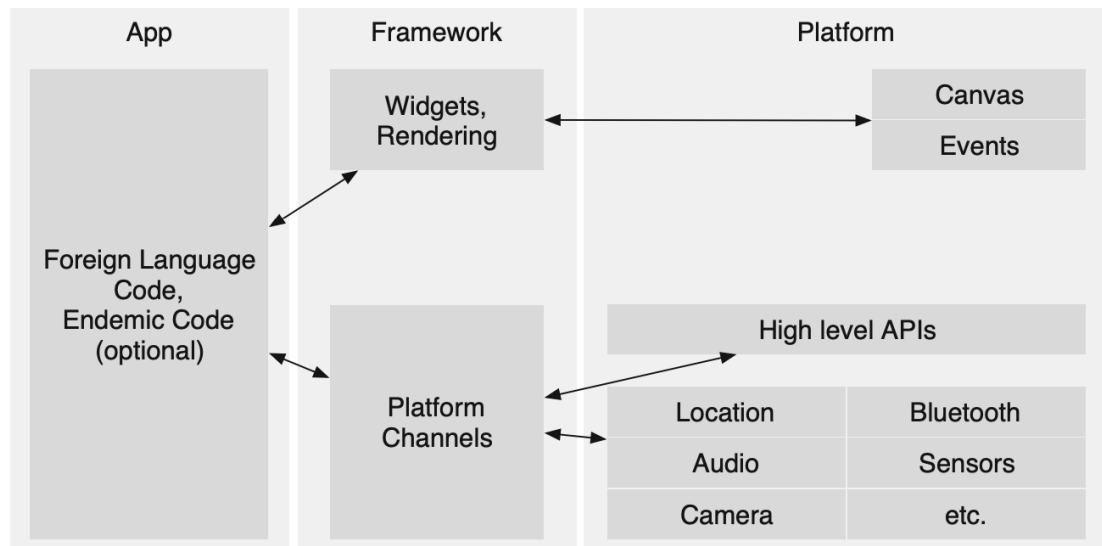 App
Framework
Platform
Foreign Language
Code,
Endemic Code
(optional)
Widgets,
Rendering
Canvas
Events
Platform
Channels
High level APIs
Location
Bluetooth
Audio
Sensors
Camera
etc.